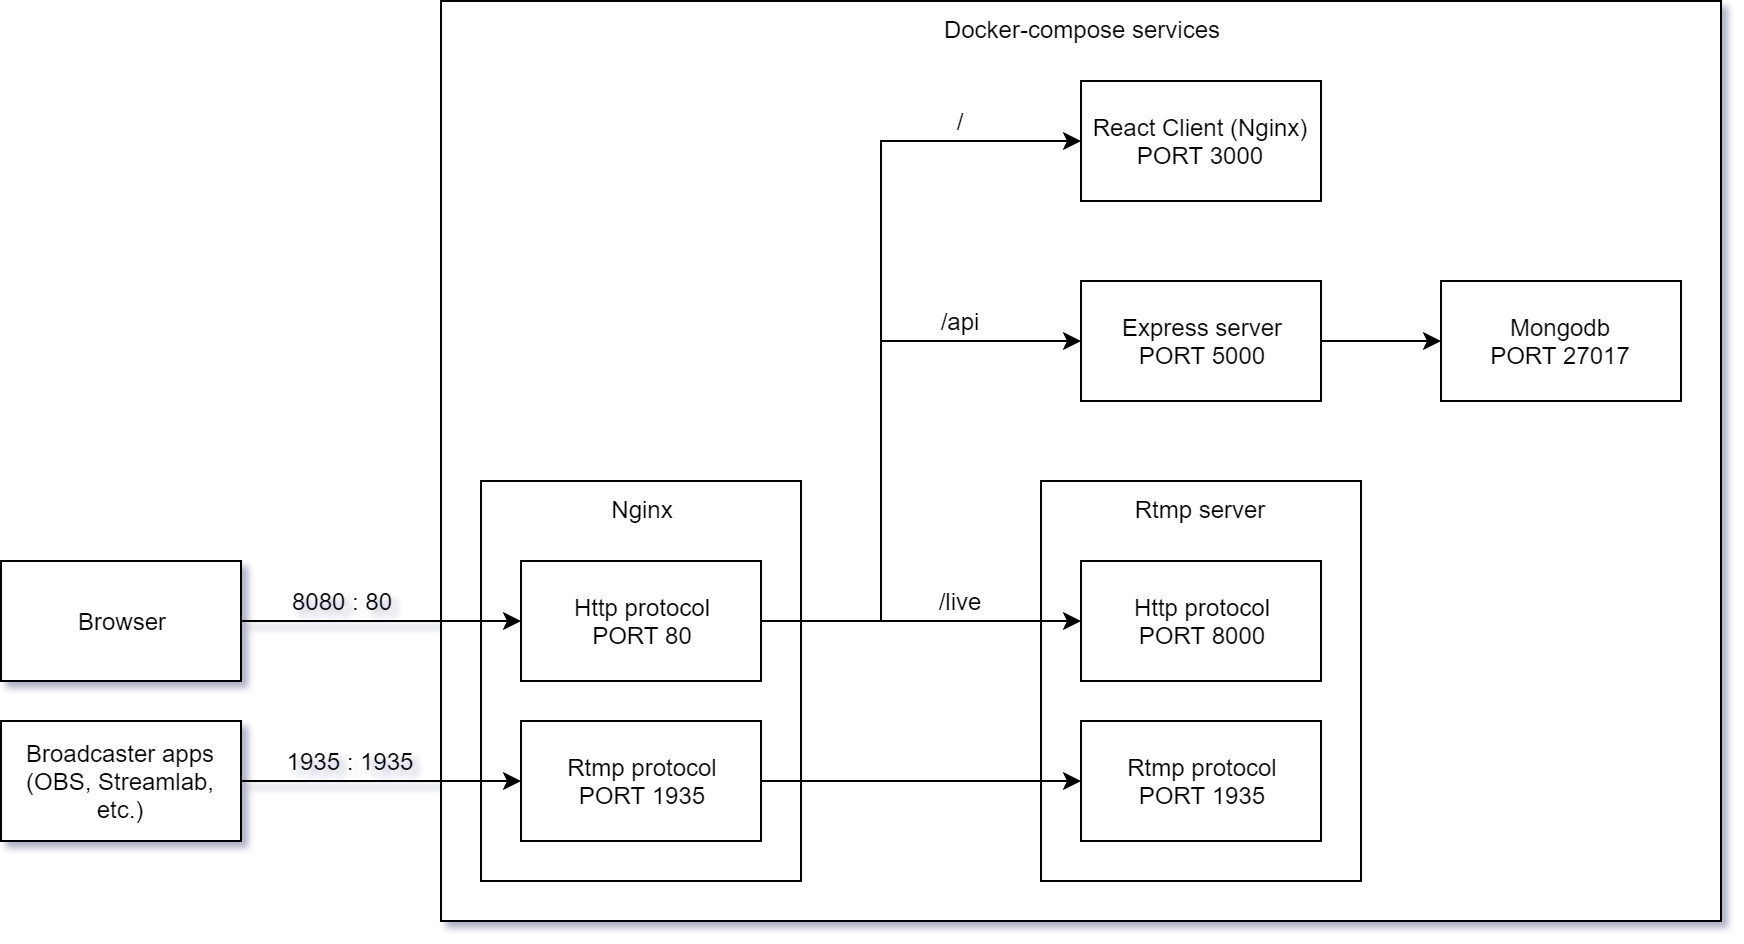 Docker-compose services
/
React Client (Nginx)
PORT 3000
/api
Express server
PORT 5000
Mongodb
PORT 27017
Nginx
Rtmp server
Browser
8080 : 80
Http protocol
PORT 80
/live
Http protocol
PORT 8000
Broadcaster apps
(OBS, Streamlab,
etc.)
1935 : 1935
Rtmp protocol
PORT 1935
Rtmp protocol
PORT 1935